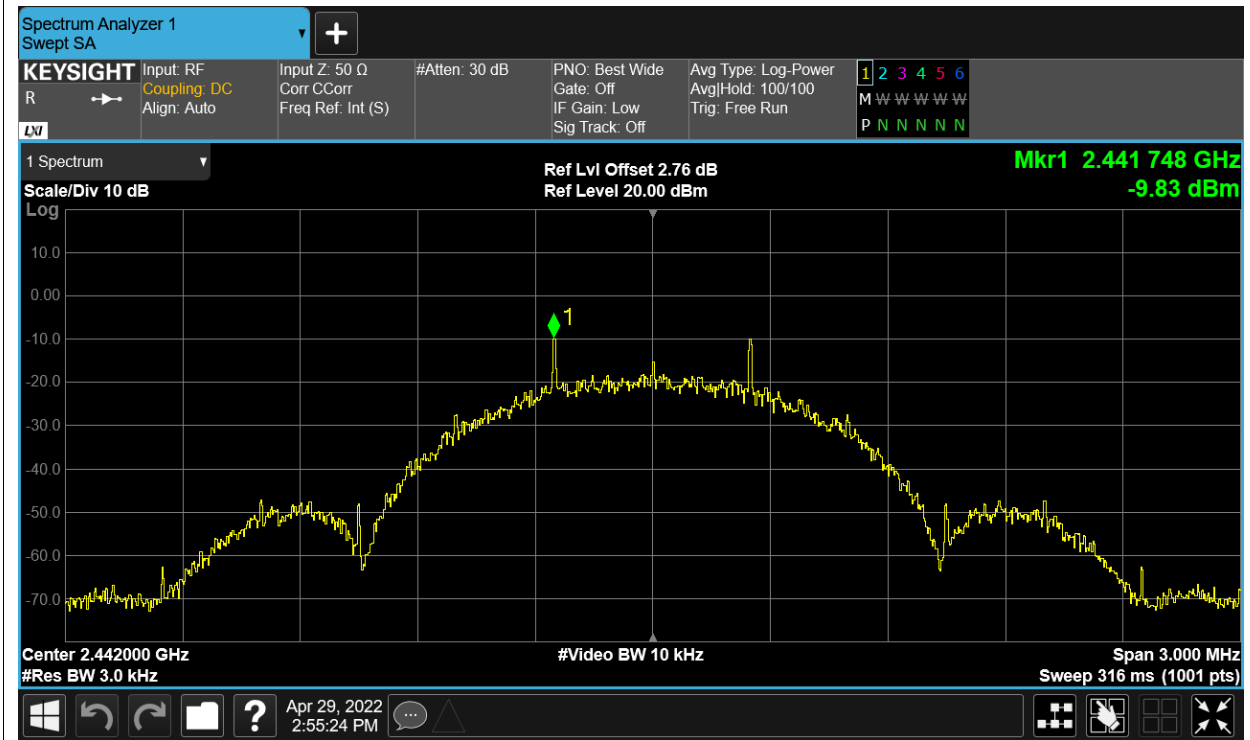 Spectrum Analyzer 1
Swept SA
KEYSIGHT
R
LXI
Input: RF
Coupling: DC
Align: Auto
Input Z: 50 Ω
Corr CCorr
Freq Ref: Int (S)
#Atten: 30 dB
PNO: Best Wide
Gate: Off
IF Gain: Low
Sig Track: Off
Avg Type: Log-Power
Avg|Hold: 100/100
Trig: Free Run
1 2 3 4 5 6
M W W W W W
P N N N N N
1 Spectrum
Scale/Div 10 dB
Log
Ref Lvl Offset 2.76 dB
Ref Level 20.00 dBm
Mkr1 2.441 748 GHz
-9.83 dBm
10.0
0.00
-10.0
-20.0
-30.0
-40.0
-50.0
-60.0
-70.0
1
Center 2.442000 GHz
#Res BW 3.0 kHz
#Video BW 10 kHz
Span 3.000 MHz
Sweep 316 ms (1001 pts)
?
Apr 29, 2022
2:55:24 PM